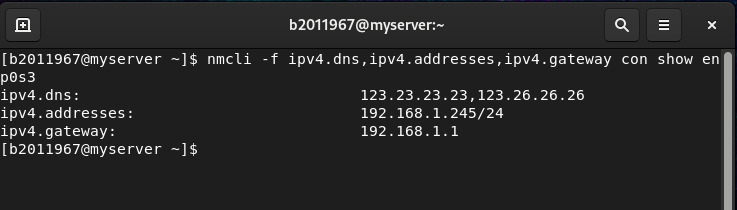 b2011967@myserver:~
[b2011967@myserver ~]$ nmcli -f ipv4.dns,ipv4.addresses,ipv4.gateway con show en
p0s3
ipv4.dns:                               123.23.23.23,123.26.26.26
ipv4.addresses:                         192.168.1.245/24
ipv4.gateway:                           192.168.1.1
[b2011967@myserver ~]$